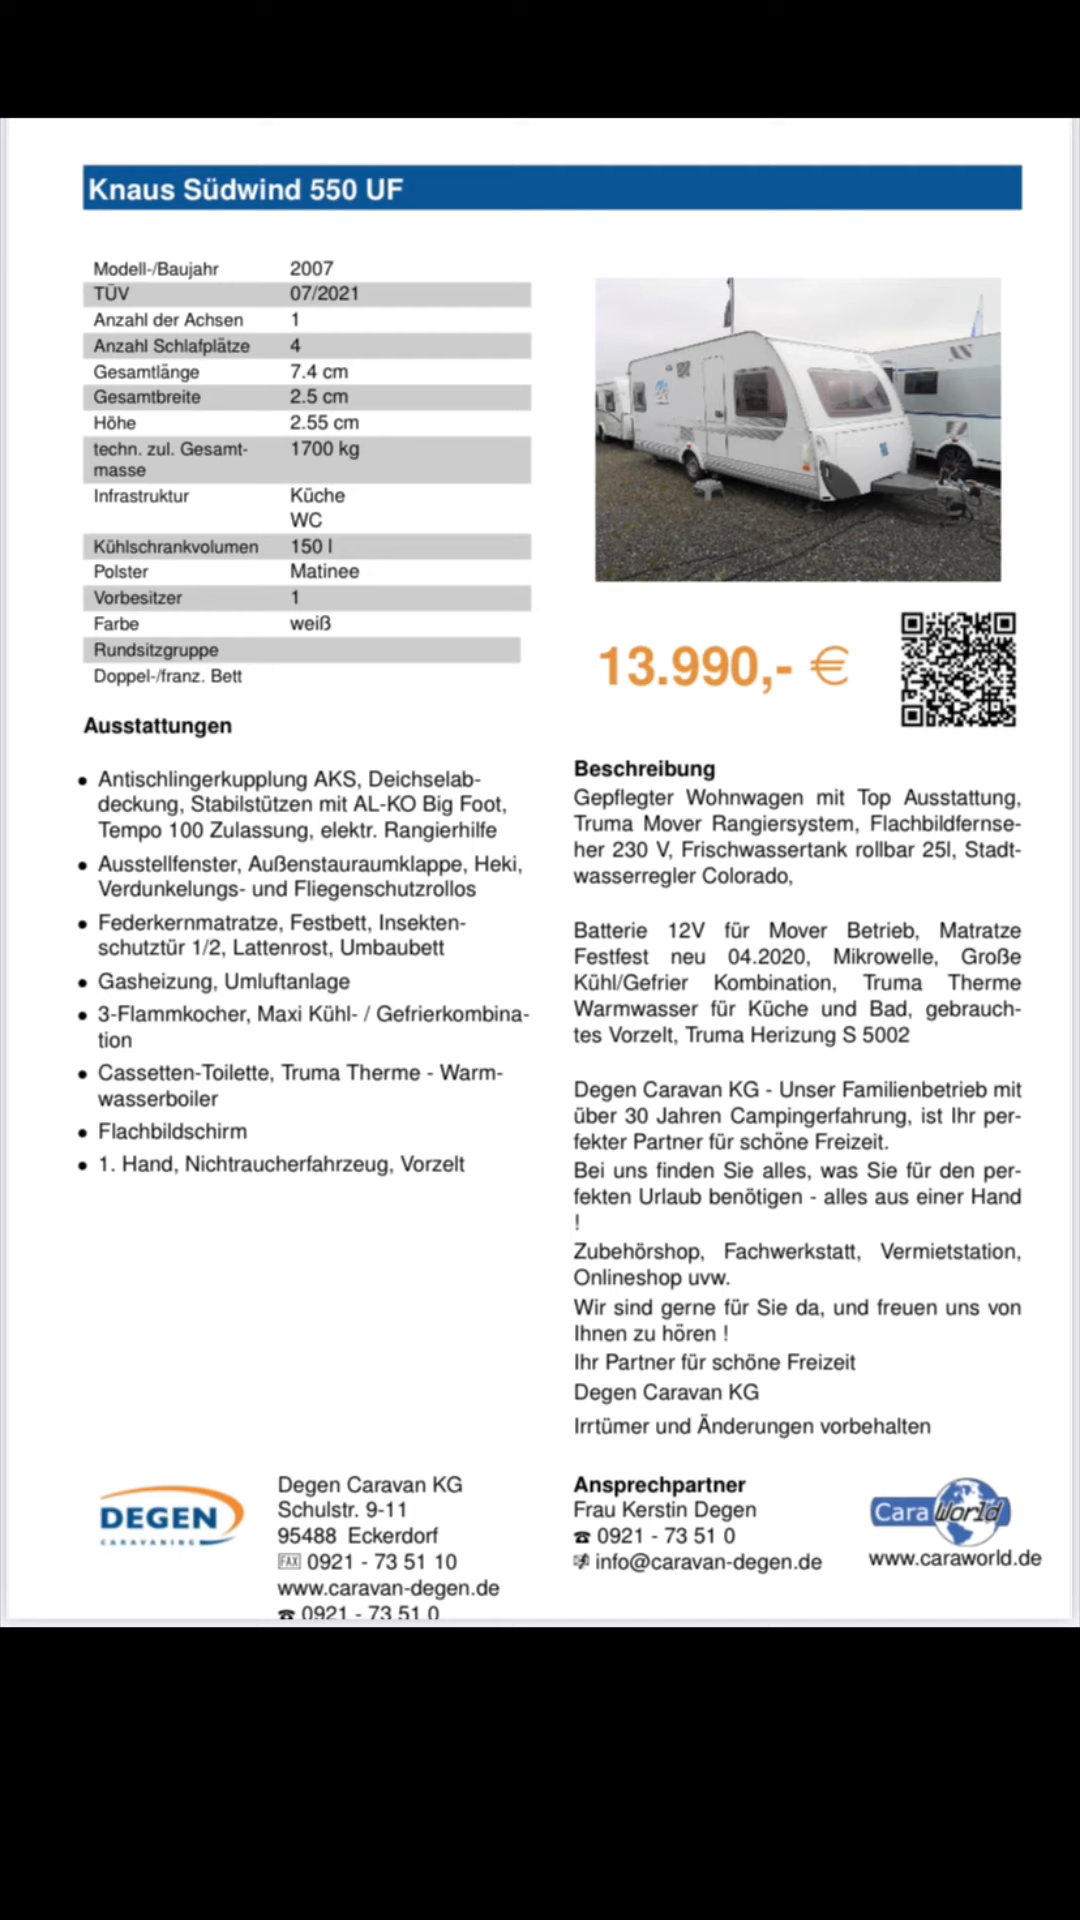 Knaus Südwind 550 UF
Modell-/Baujahr 2007
TÜV 07/2021
Anzahl der Achsen 1
Anzahl Schlafplätze 4
Gesamtlänge 7.4 cm
Gesamtbreite 2.5 cm
Höhe 2.55 cm
techn. zul. Gesamt- 1700 kg
masse
Infrastruktur Küche
WC
Kühlschrankvolumen 150 l
Polster Matinee
Vorbesitzer 1
Farbe weiß
Rundsitzgruppe
Doppel-/franz. Bett
13.990,- €
Ausstattungen
• Antischlingerkupplung AKS, Deichselab-
deckung, Stabilstützen mit AL-KO Big Foot,
Tempo 100 Zulassung, elektr. Rangierhilfe
• Ausstellfenster, Außenstauraumklappe, Heki,
Verdunkelungs- und Fliegenschutzrollos
• Federkernmatratze, Festbett, Insekten-
schutztür 1/2, Lattenrost, Umbaubett
• Gasheizung, Umluftanlage
• 3-Flammkocher, Maxi Kühl- / Gefrierkombina-
tion
• Cassetten-Toilette, Truma Therme - Warm-
wasserboiler
• Flachbildschirm
• 1. Hand, Nichtraucherfahrzeug, Vorzelt
Beschreibung
Gepflegter Wohnwagen mit Top Ausstattung,
Truma Mover Rangiersystem, Flachbildfernse-
her 230 V, Frischwassertank rollbar 25l, Stadt-
wasserregler Colorado,
Batterie 12V für Mover Betrieb, Matratze
Festfest neu 04.2020, Mikrowelle, Große
Kühl/Gefrier Kombination, Truma Therme
Warmwasser für Küche und Bad, gebrauch-
tes Vorzelt, Truma Herizung S 5002
Degen Caravan KG - Unser Familienbetrieb mit
über 30 Jahren Campingerfahrung, ist Ihr per-
fekter Partner für schöne Freizeit.
Bei uns finden Sie alles, was Sie für den per-
fekten Urlaub benötigen - alles aus einer Hand
!
Zubehörshop, Fachwerkstatt, Vermietstation,
Onlineshop uvw.
Wir sind gerne für Sie da, und freuen uns von
Ihnen zu hören !
Ihr Partner für schöne Freizeit
Degen Caravan KG
Irrtümer und Änderungen vorbehalten
DEGEN
CARAVANING
Degen Caravan KG
Schulstr. 9-11
95488 Eckerdorf
FAX 0921 - 73 51 10
www.caravan-degen.de
☎ 0921 - 73 51 0
Ansprechpartner
Frau Kerstin Degen
☎ 0921 - 73 51 0
info@caravan-degen.de
CaraWorld
www.caraworld.de